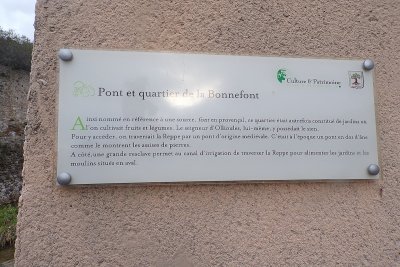 Culture & Patrimoine
Pont et quartier de la Bonnefont
Ainsi nommé en référence à une source, font en provençal, ce quartier était autrefois constitué de jardins où
l'on cultivait fruits et légumes. Le seigneur d'Ollioules, lui-même, y possédait le sien.
Pour y accéder, on traversait la Reppe par un pont d'origine médiévale. C'était à l'époque un pont en dos d'âne
comme le montrent les assises de pierres.
A côté, une grande resclave permet au canal d'irrigation de traverser la Reppe pour alimenter les jardins et les
moulins situés en aval.